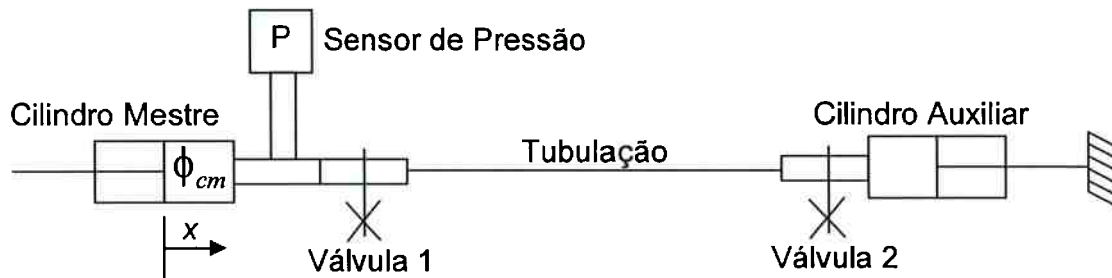 P
Sensor de Pressão
Cilindro Mestre
Cilindro Auxiliar
ϕcm
Tubulação
x
Válvula 1
Válvula 2